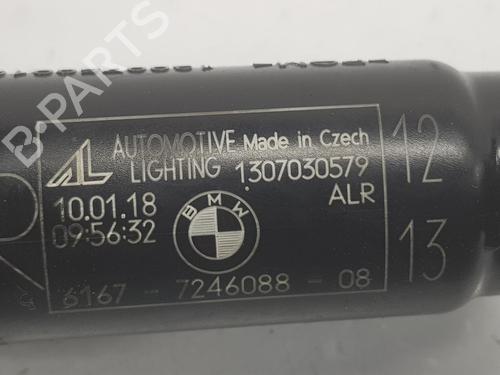 B-PARTS
AUTOMOTIVE Made in Czech
LIGHTING 1307030579
ALR
10.01.18
09:56:32
BMW
6167 - 7246088 - 08
12
13
R